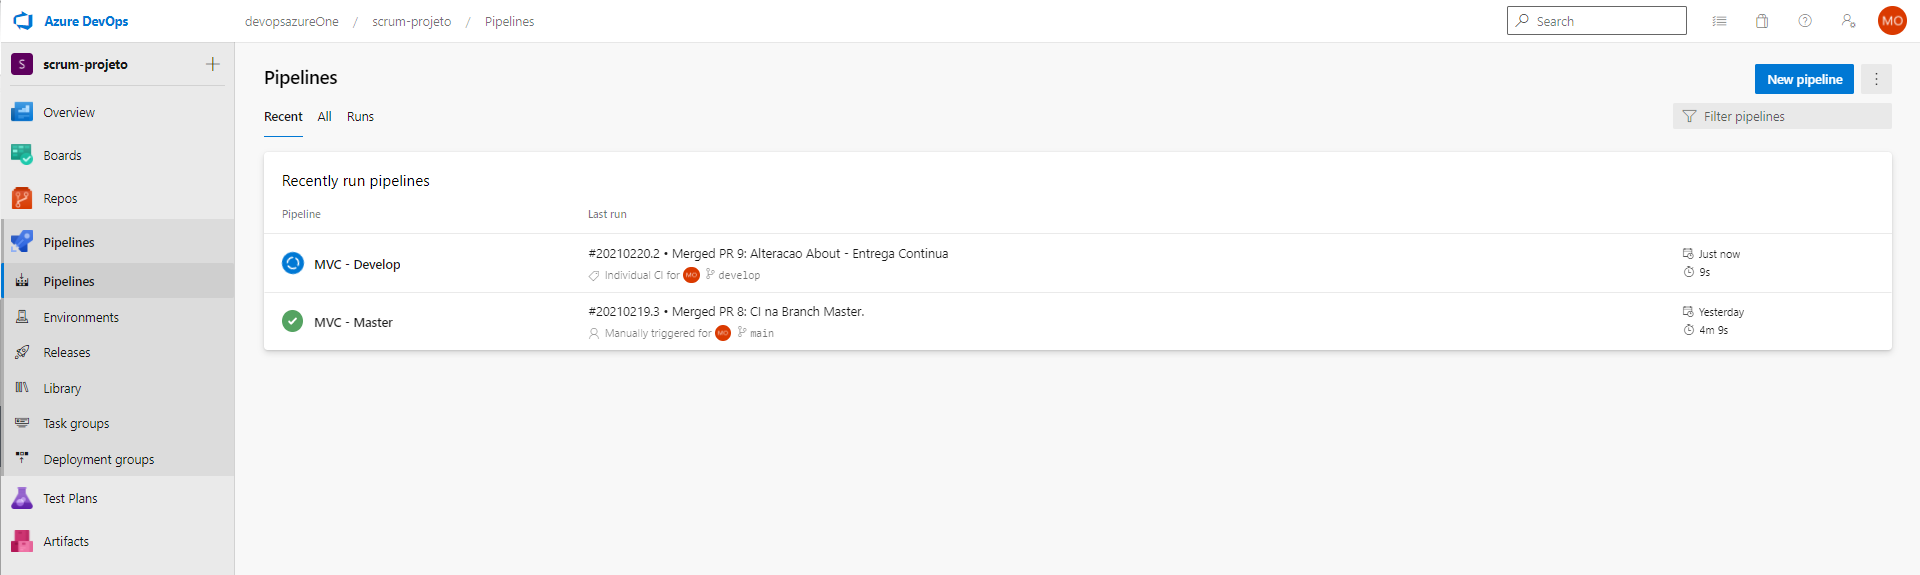 Azure DevOps
devopsazureOne / scrum-projeto / Pipelines
Search
MO
S scrum-projeto
Overview
Boards
Repos
Pipelines
Pipelines
Environments
Releases
Library
Task groups
Deployment groups
Test Plans
Artifacts
Pipelines
New pipeline
Recent All Runs
Filter pipelines
Recently run pipelines
Pipeline Last run
MVC - Develop
#20210220.2 • Merged PR 9: Alteracao About - Entrega Continua
Individual CI for MO develop
Just now
9s
MVC - Master
#20210219.3 • Merged PR 8: CI na Branch Master.
Manually triggered for MO main
Yesterday
4m 9s